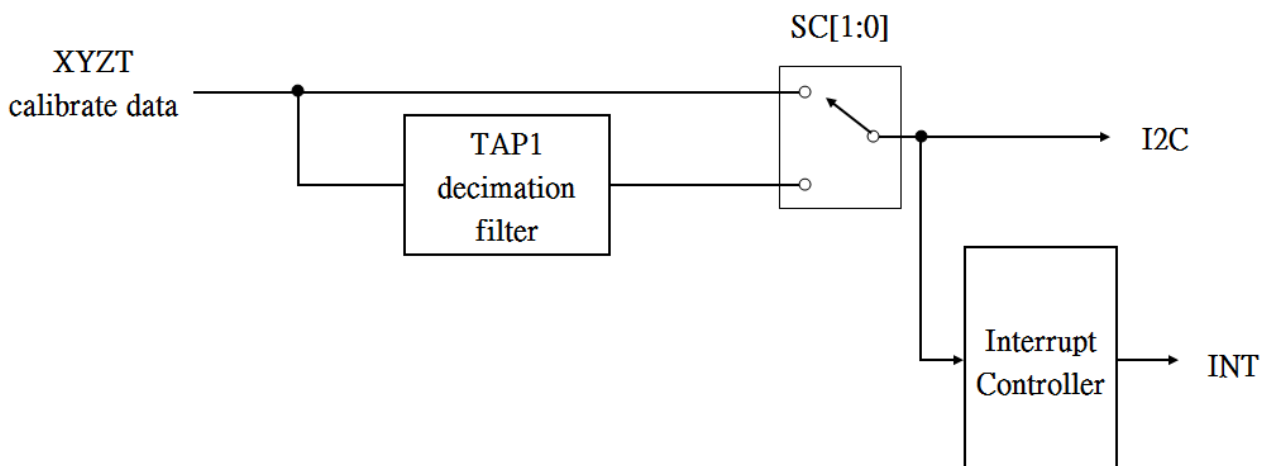 SC[1:0]
XYZT
calibrate data
TAP1
decimation
filter
I2C
Interrupt
Controller
INT